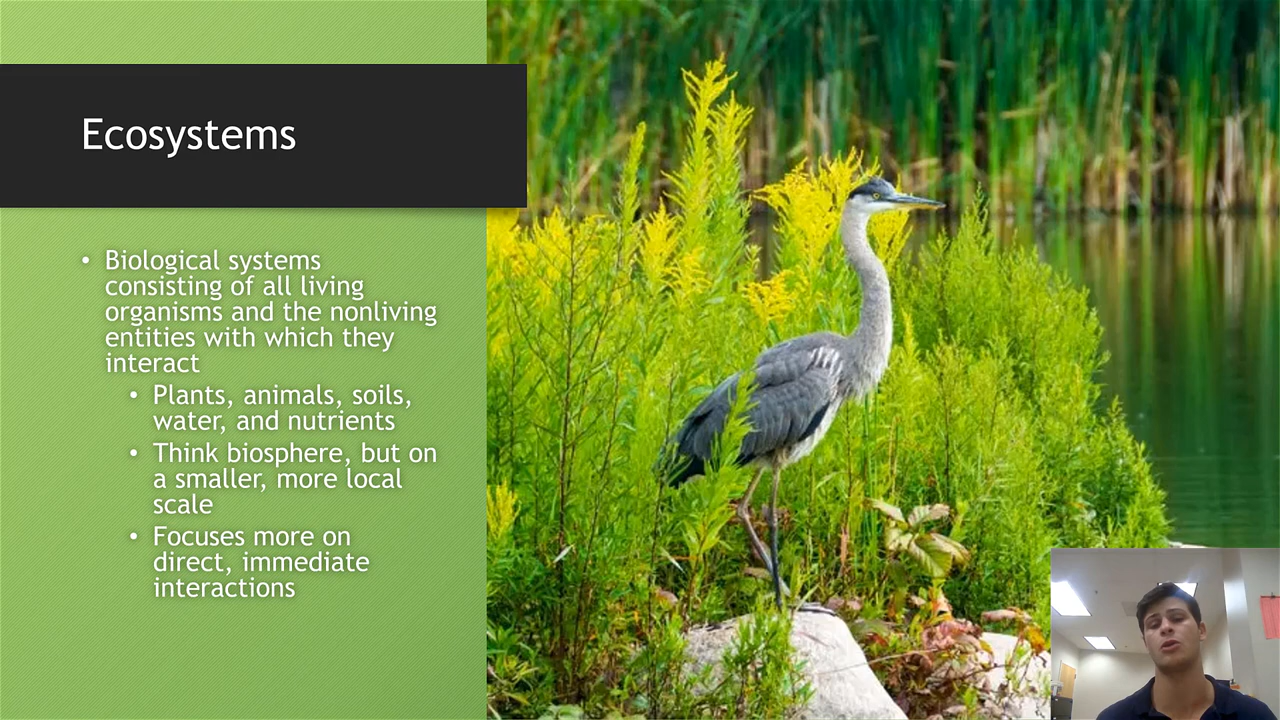 Ecosystems
• Biological systems
consisting of all living
organisms and the nonliving
entities with which they
interact
• Plants, animals, soils,
water, and nutrients
• Think biosphere, but on
a smaller, more local
scale
• Focuses more on
direct, immediate
interactions